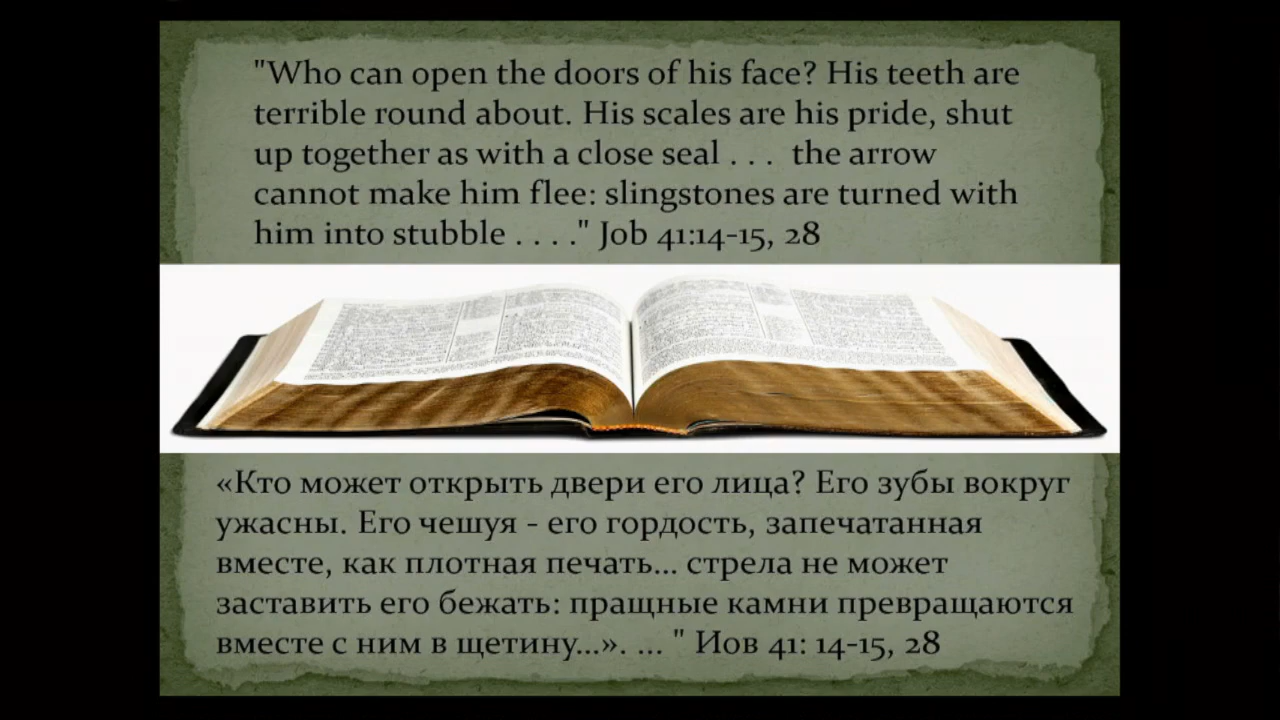 "Who can open the doors of his face? His teeth are
terrible round about. His scales are his pride, shut
up together as with a close seal . . .  the arrow
cannot make him flee: slingstones are turned with
him into stubble . . . ." Job 41:14-15, 28
«Кто может открыть двери его лица? Его зубы вокруг
ужасны. Его чешуя - его гордость, запечатанная
вместе, как плотная печать... стрела не может
заставить его бежать: пращные камни превращаются
вместе с ним в щетину...». ... " Иов 41: 14-15, 28